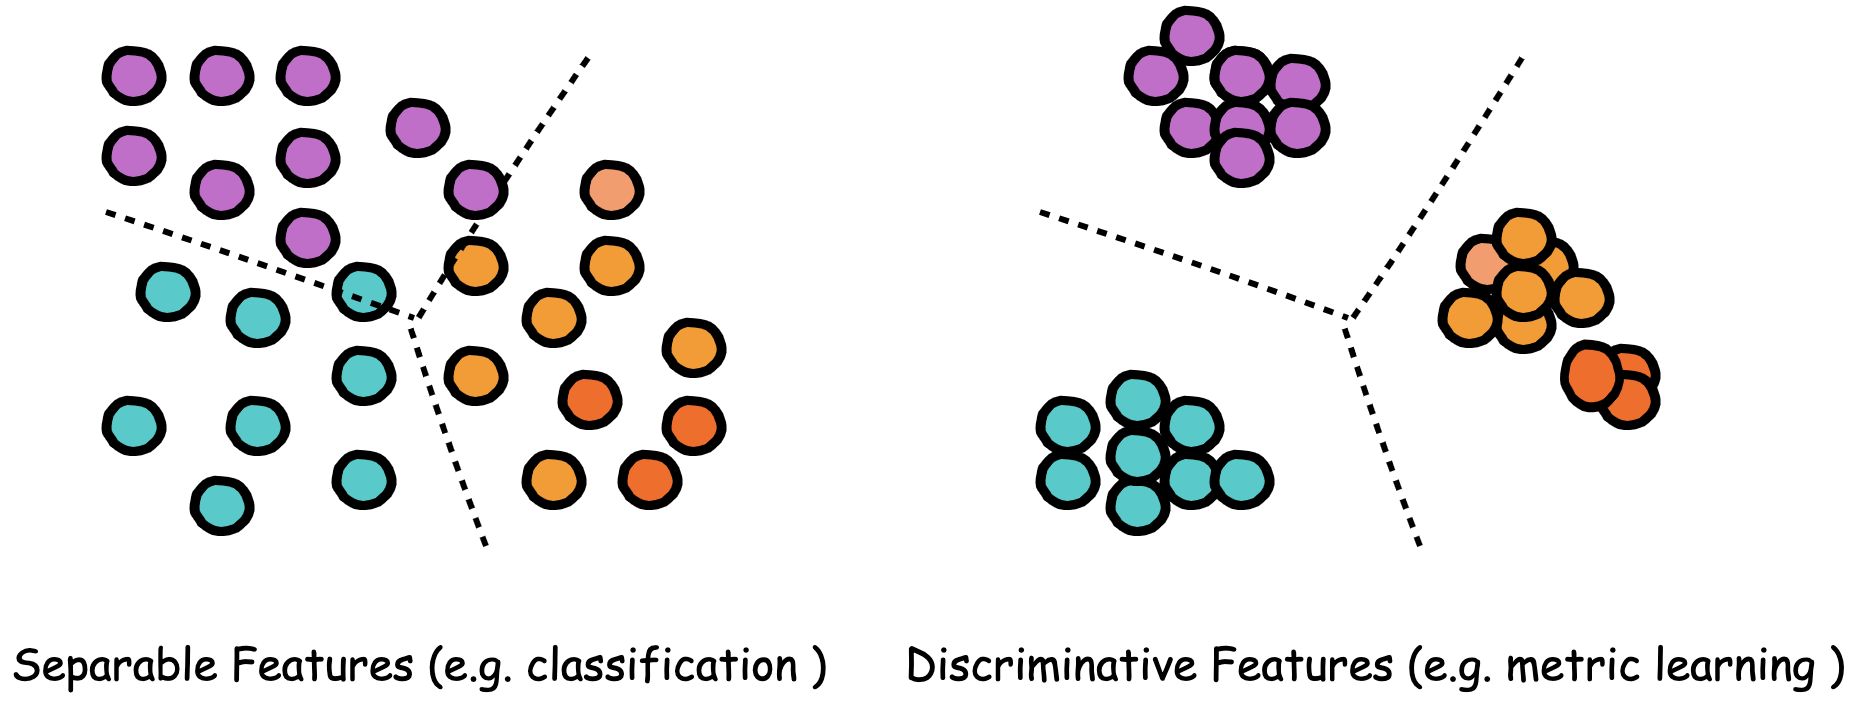 Separable Features (e.g. classification )
Discriminative Features (e.g. metric learning )